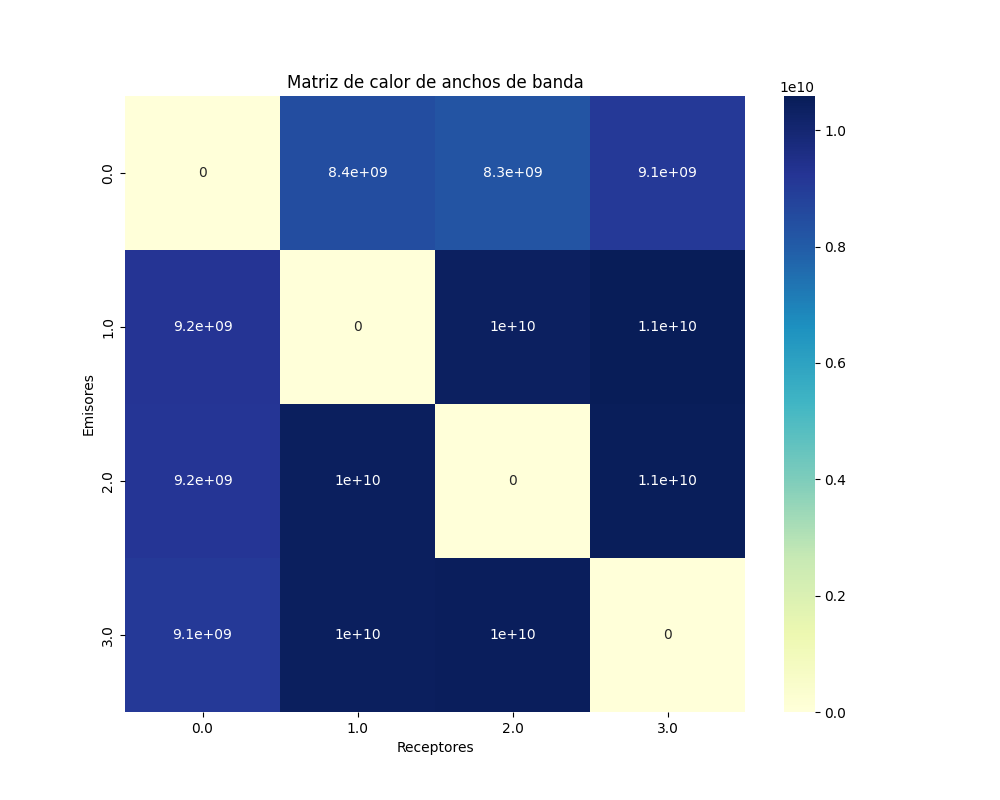 Matriz de calor de anchos de banda
1e10
0 8.4e+09 8.3e+09 9.1e+09
9.2e+09 0 1e+10 1.1e+10
9.2e+09 1e+10 0 1.1e+10
9.1e+09 1e+10 1e+10 0
0.0
1.0
2.0
3.0
Emisores
0.0 1.0 2.0 3.0
Receptores
1.0
0.8
0.6
0.4
0.2
0.0